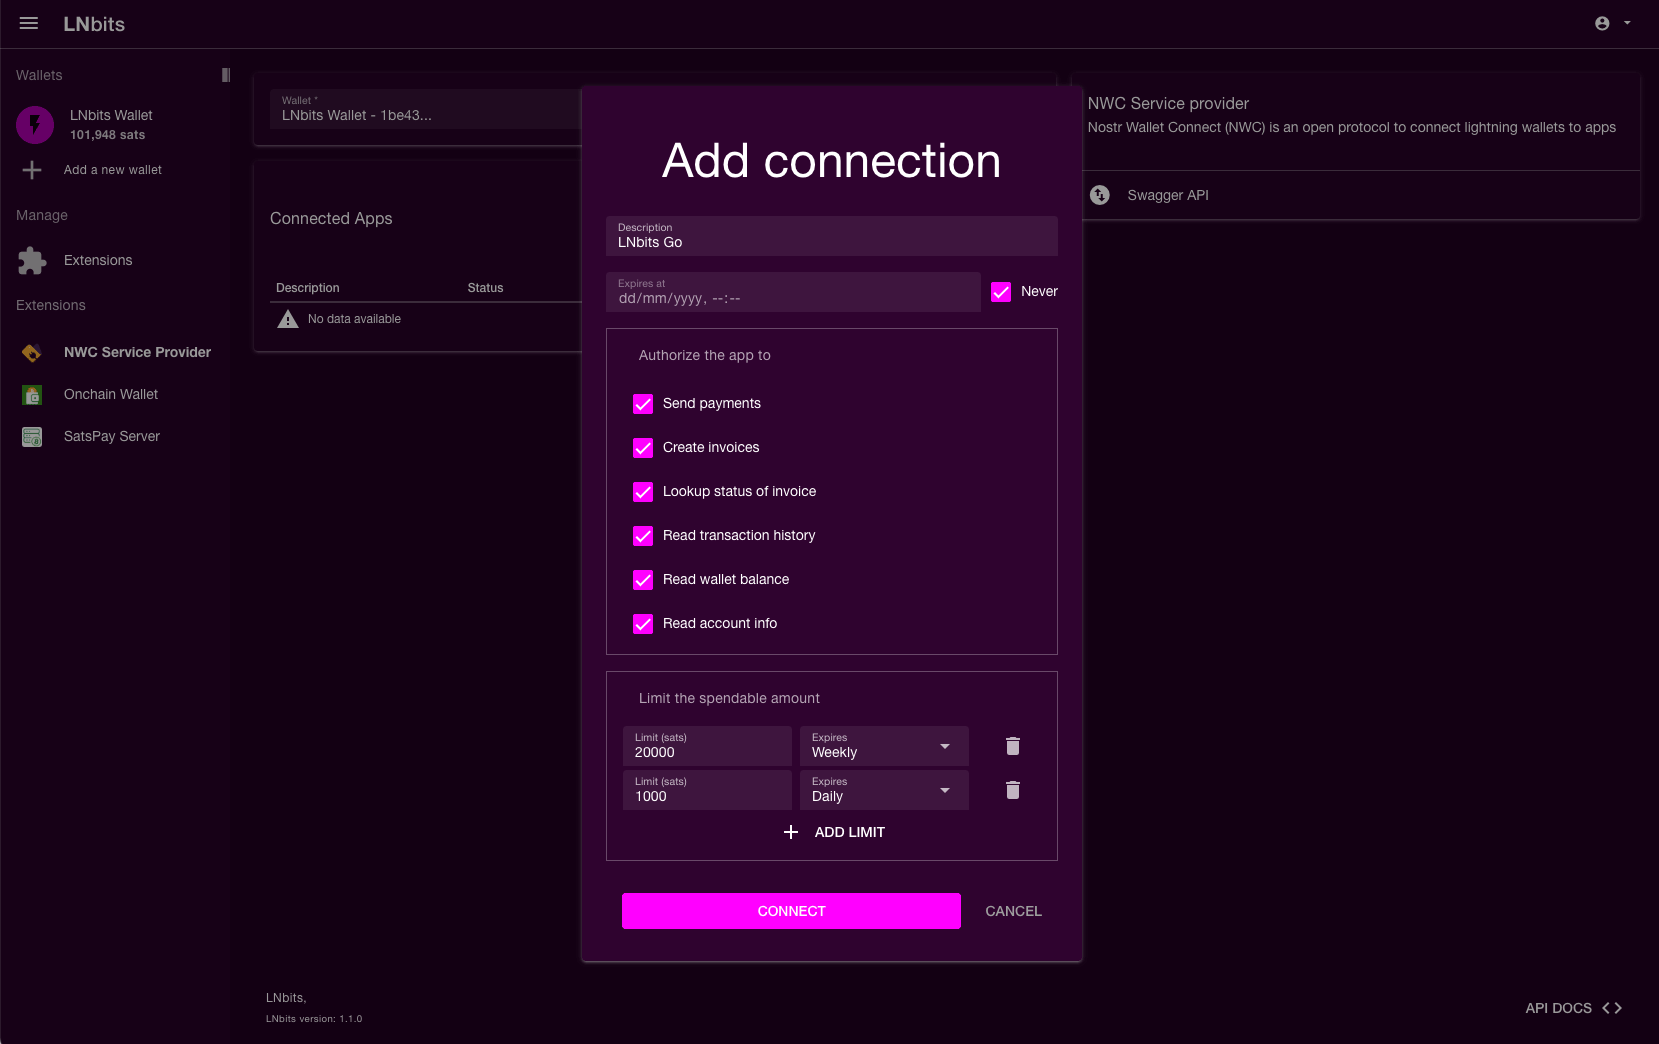 LNbits
Wallets
LNbits Wallet
101,948 sats
Add a new wallet
Manage
Extensions
Extensions
NWC Service Provider
Onchain Wallet
SatsPay Server
Wallet *
LNbits Wallet - 1be43...
Connected Apps
Description Status
No data available
Add connection
Description
LNbits Go
Expires at
dd/mm/yyyy, --:--
Never
Authorize the app to
Send payments
Create invoices
Lookup status of invoice
Read transaction history
Read wallet balance
Read account info
Limit the spendable amount
Limit (sats) Expires
20000 Weekly
Limit (sats) Expires
1000 Daily
ADD LIMIT
CONNECT CANCEL
NWC Service provider
Nostr Wallet Connect (NWC) is an open protocol to connect lightning wallets to apps
Swagger API
LNbits,
LNbits version: 1.1.0
API DOCS